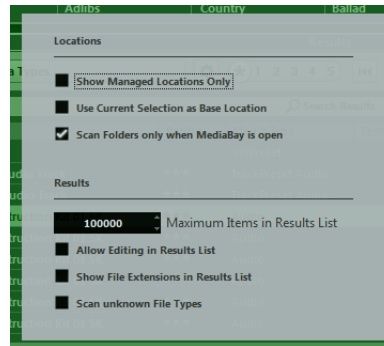 Adlibs Country Ballad
Locations
Show Managed Locations Only
Use Current Selection as Base Location
Search Results
Scan Folders only when MediaBay is open
Results
100000 Maximum Items in Results List
Allow Editing in Results List
Show File Extensions in Results List
Scan unknown File Types